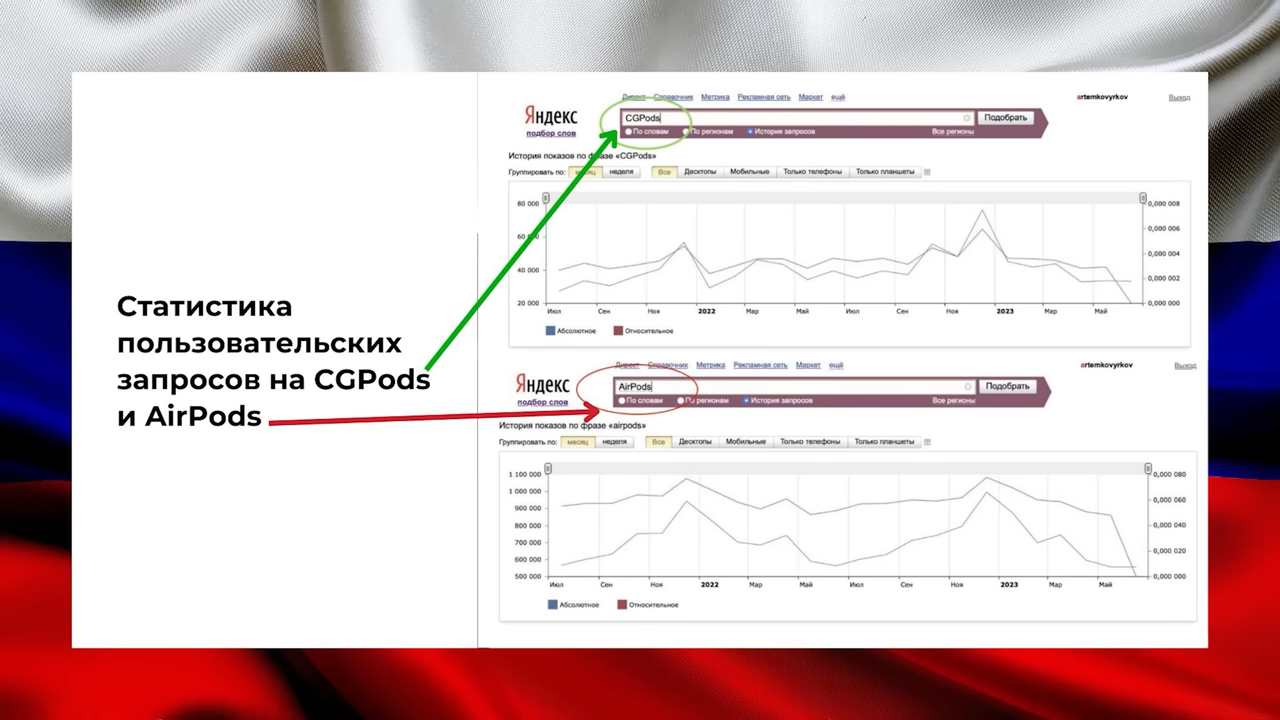 Статистика
пользовательских
запросов на CGPods
и AirPods
Директ Справочник Метрика Рекламная сеть Маркет ещё
artemkovyrkov
Выход
Яндекс
подбор слов
CGPods
Подобрать
По словам По регионам История запросов
Все регионы
История показов по фразе «CGPods»
Группировать по: месяц неделя Все Десктопы Мобильные Только телефоны Только планшеты
80 000
60 000
40 000
20 000
0,000 008
0,000 006
0,000 004
0,000 002
0,000 000
Июл Сен Ноя 2022 Мар Май Июл Сен Ноя 2023 Мар Май
Абсолютное Относительное
Директ Справочник Метрика Рекламная сеть Маркет ещё
artemkovyrkov
Выход
Яндекс
подбор слов
AirPods
Подобрать
По словам По регионам История запросов
Все регионы
История показов по фразе «airpods»
Группировать по: месяц неделя Все Десктопы Мобильные Только телефоны Только планшеты
1 100 000
1 000 000
900 000
800 000
700 000
600 000
500 000
0,000 080
0,000 060
0,000 040
0,000 020
0,000 000
Июл Сен Ноя 2022 Мар Май Июл Сен Ноя 2023 Мар Май
Абсолютное Относительное